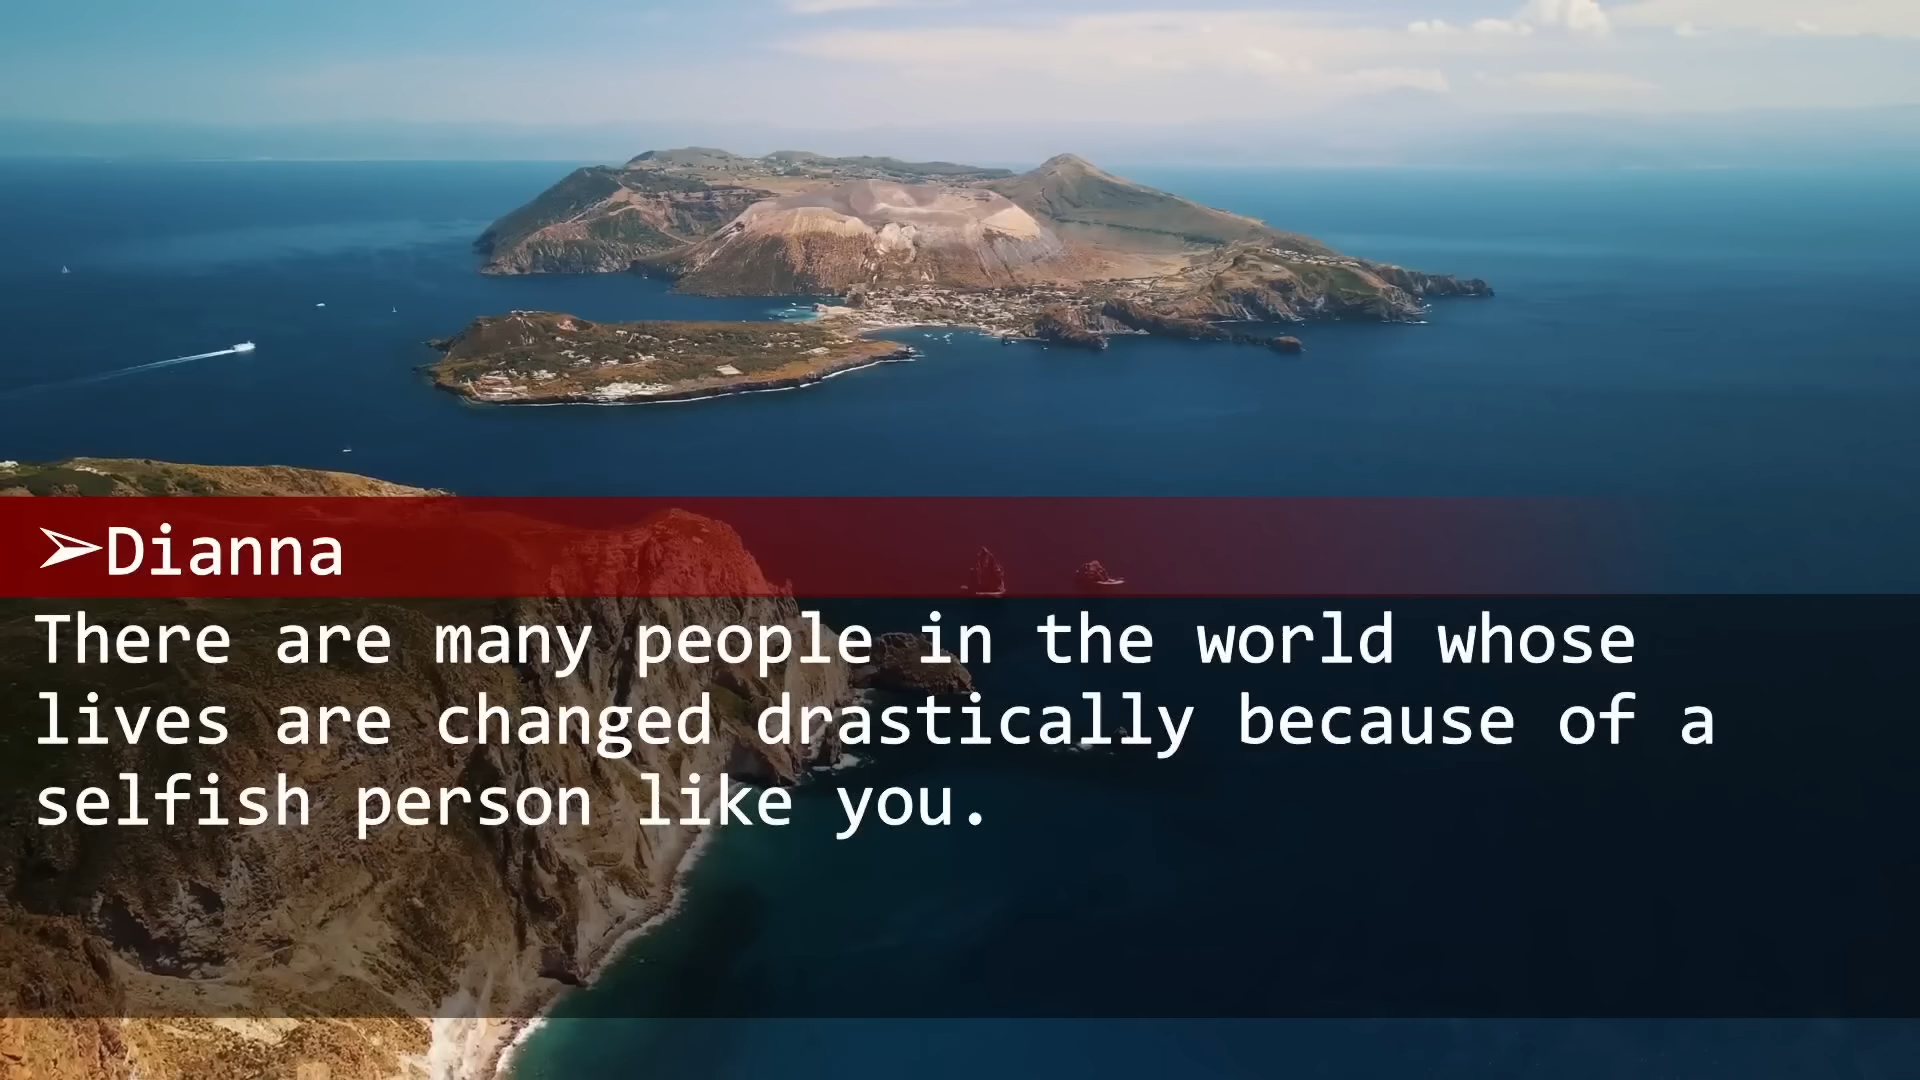 ➢Dianna
There are many people in the world whose
lives are changed drastically because of a
selfish person like you.